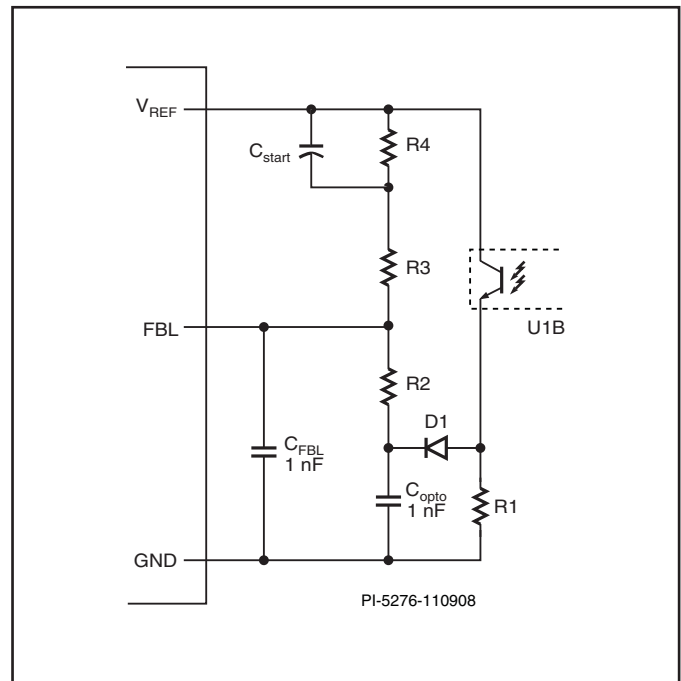 VREF
Cstart
R4
R3
U1B
FBL
R2
D1
CFBL
1 nF
Copto
1 nF
R1
GND
PI-5276-110908